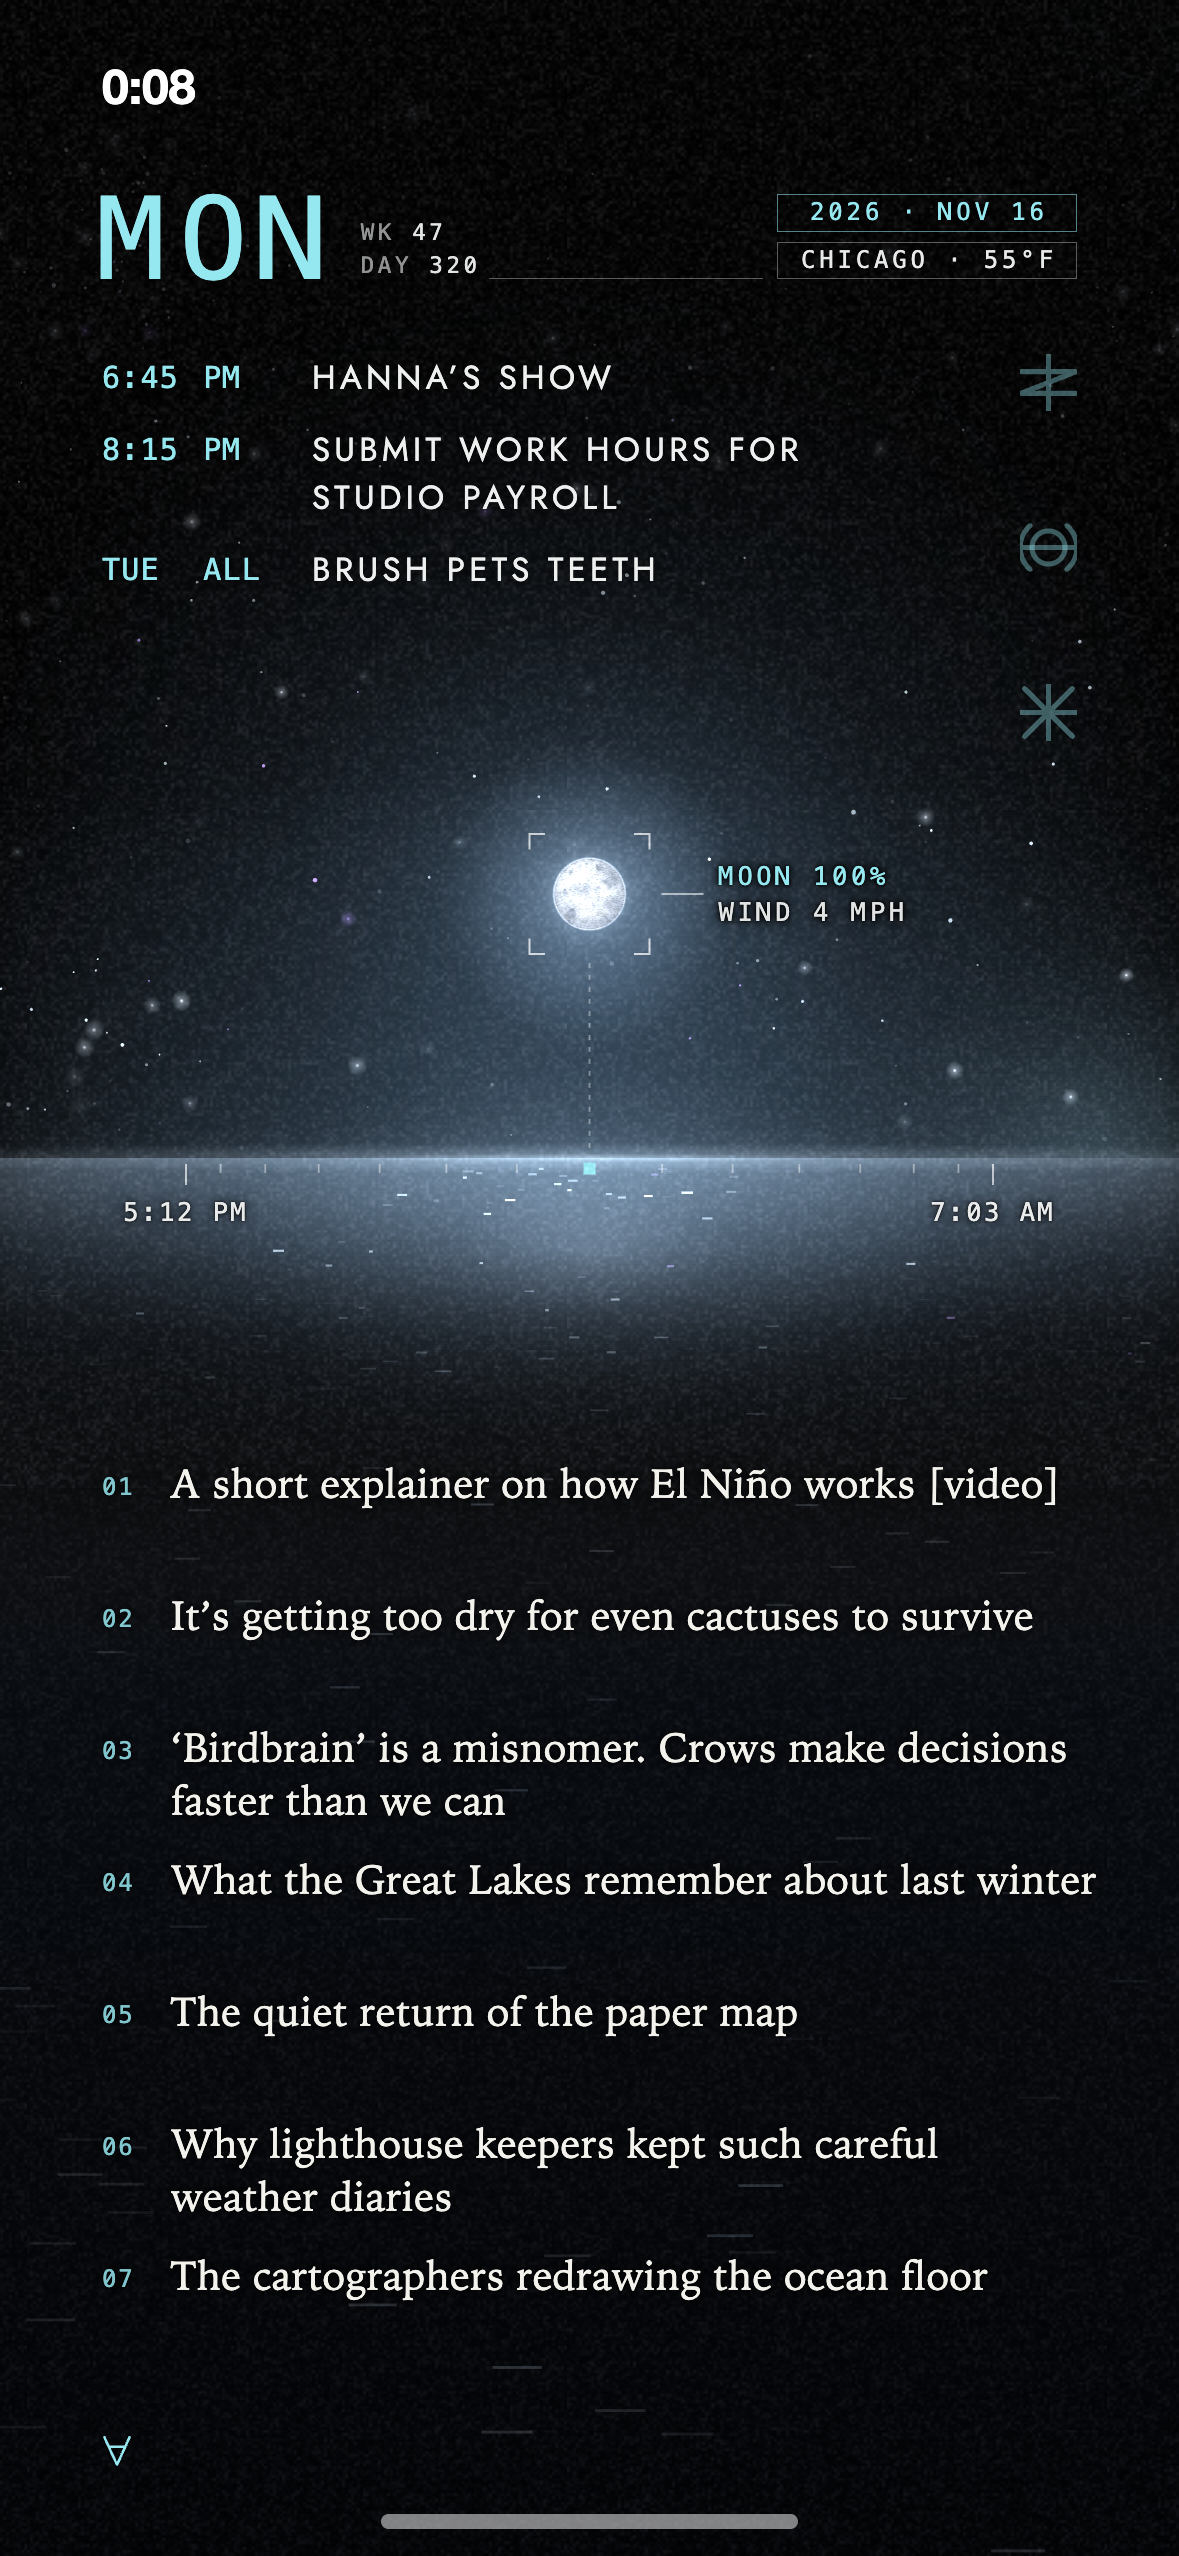 0:08
MON
WK 47
DAY 320
2026 · NOV 16
CHICAGO · 55°F
6:45 PM HANNA’S SHOW
8:15 PM SUBMIT WORK HOURS FOR
STUDIO PAYROLL
TUE ALL BRUSH PETS TEETH
MOON 100%
WIND 4 MPH
5:12 PM
7:03 AM
01 A short explainer on how El Niño works [video]
02 It’s getting too dry for even cactuses to survive
03 ‘Birdbrain’ is a misnomer. Crows make decisions
faster than we can
04 What the Great Lakes remember about last winter
05 The quiet return of the paper map
06 Why lighthouse keepers kept such careful
weather diaries
07 The cartographers redrawing the ocean floor